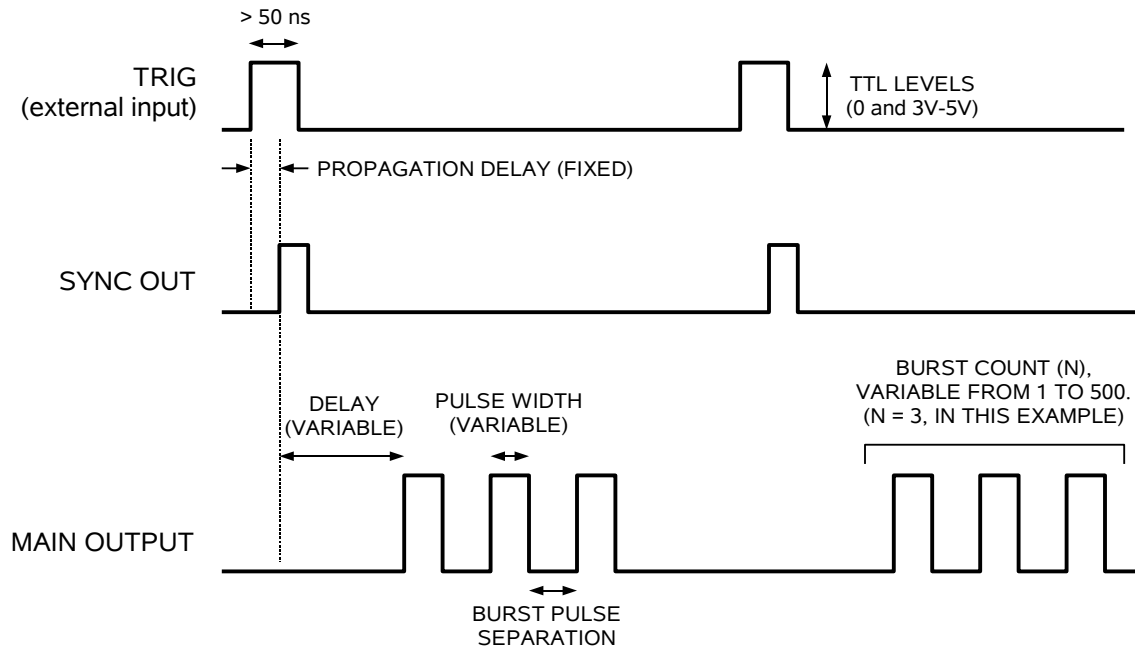 > 50 ns
TRIG
(external input)
TTL LEVELS
(0 and 3V-5V)
PROPAGATION DELAY (FIXED)
SYNC OUT
BURST COUNT (N),
VARIABLE FROM 1 TO 500.
(N = 3, IN THIS EXAMPLE)
DELAY
(VARIABLE)
PULSE WIDTH
(VARIABLE)
MAIN OUTPUT
BURST PULSE
SEPARATION